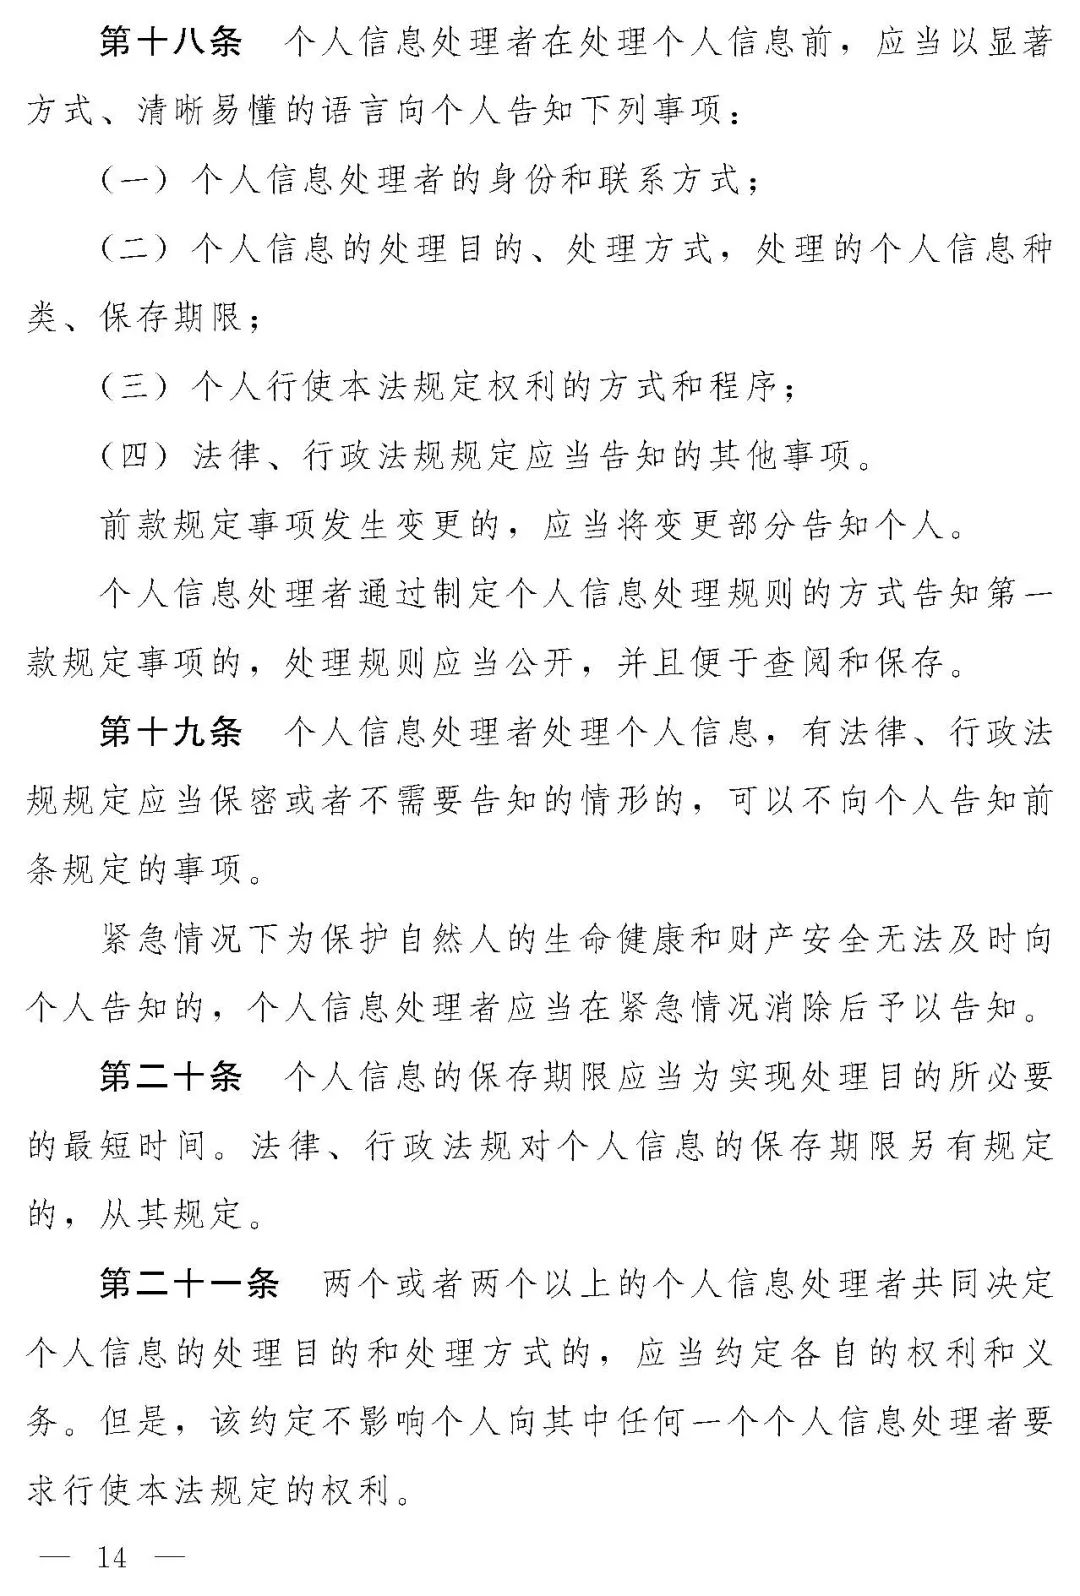 第十八条 个人信息处理者在处理个人信息前，应当以显著
方式、清晰易懂的语言向个人告知下列事项：
（一）个人信息处理者的身份和联系方式；
（二）个人信息的处理目的、处理方式，处理的个人信息种
类、保存期限；
（三）个人行使本法规定权利的方式和程序；
（四）法律、行政法规规定应当告知的其他事项。
前款规定事项发生变更的，应当将变更部分告知个人。
个人信息处理者通过制定个人信息处理规则的方式告知第一
款规定事项的，处理规则应当公开，并且便于查阅和保存。
第十九条 个人信息处理者处理个人信息，有法律、行政法
规规定应当保密或者不需要告知的情形的，可以不向个人告知前
条规定的事项。
紧急情况下为保护自然人的生命健康和财产安全无法及时向
个人告知的，个人信息处理者应当在紧急情况消除后予以告知。
第二十条 个人信息的保存期限应当为实现处理目的所必要
的最短时间。法律、行政法规对个人信息的保存期限另有规定
的，从其规定。
第二十一条 两个或者两个以上的个人信息处理者共同决定
个人信息的处理目的和处理方式的，应当约定各自的权利和义
务。但是，该约定不影响个人向其中任何一个个人信息处理者要
求行使本法规定的权利。
— 14 —